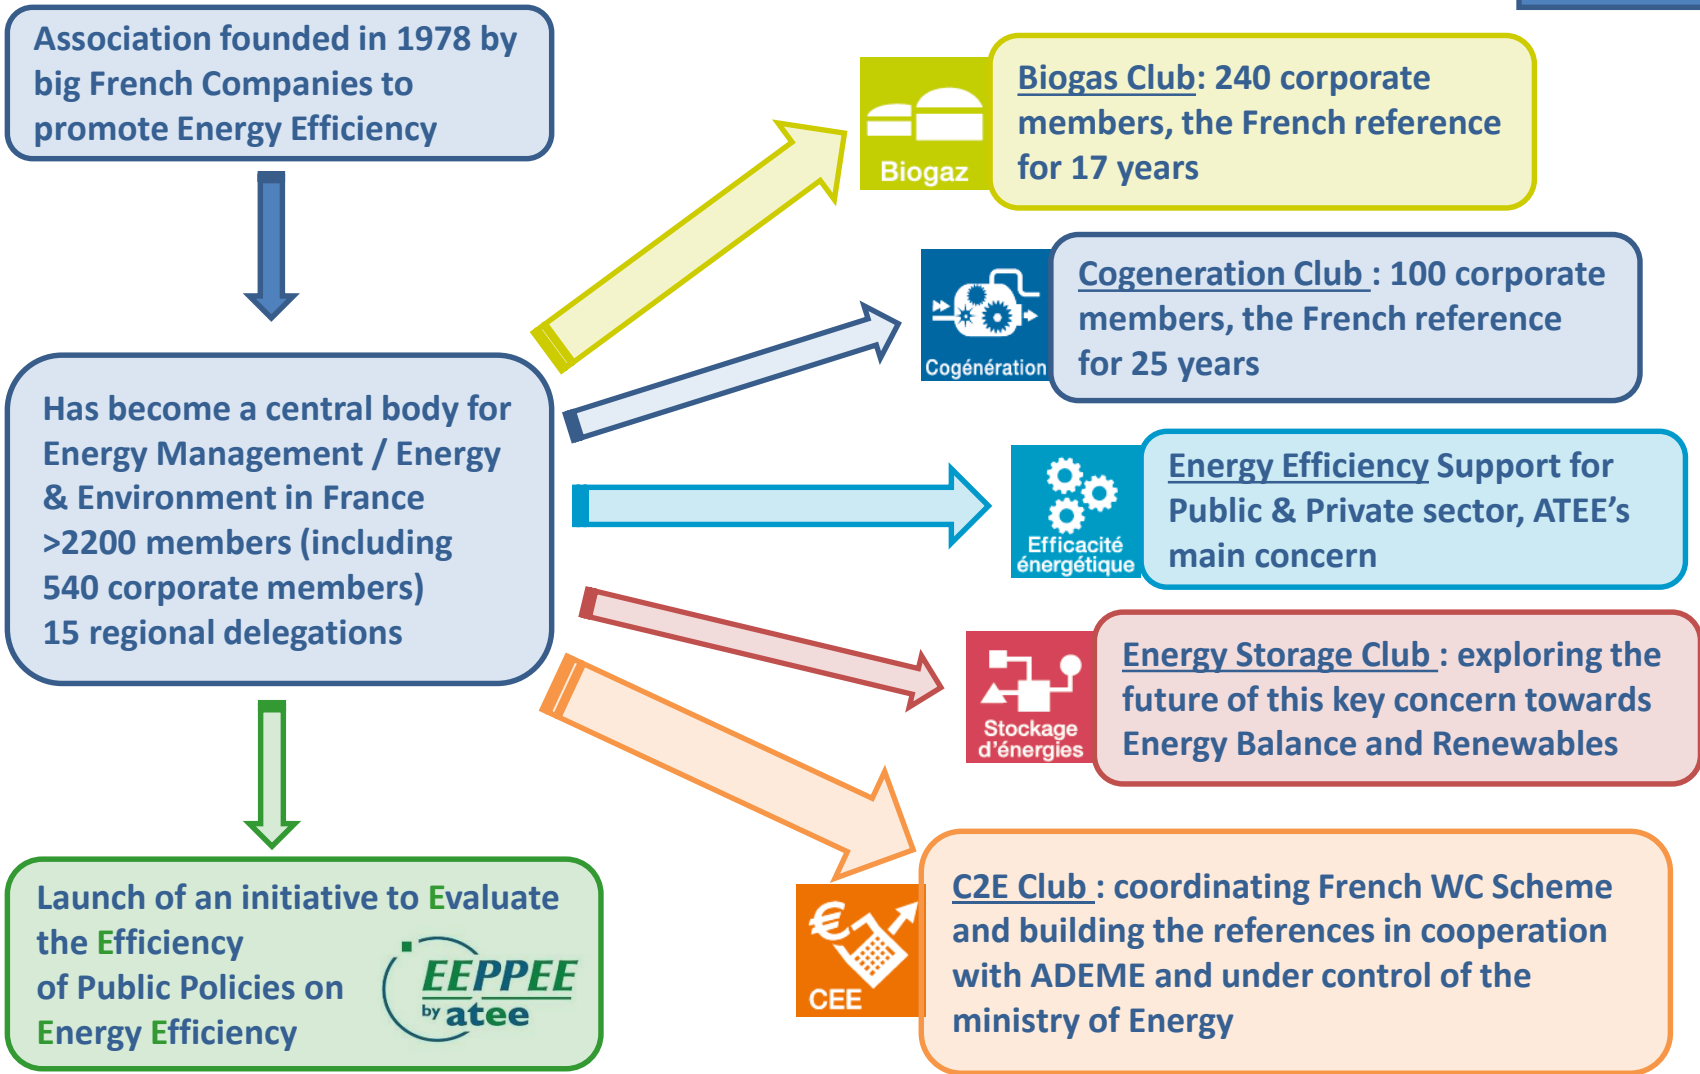 Association founded in 1978 by
big French Companies to
promote Energy Efficiency
Has become a central body for
Energy Management / Energy
& Environment in France
>2200 members (including
540 corporate members)
15 regional delegations
Launch of an initiative to Evaluate
the Efficiency
of Public Policies on
Energy Efficiency
EEPPEE
by atee
Biogaz
Biogas Club: 240 corporate
members, the French reference
for 17 years
Cogénération
Cogeneration Club : 100 corporate
members, the French reference
for 25 years
Efficacité
énergétique
Energy Efficiency Support for
Public & Private sector, ATEE’s
main concern
Stockage
d'énergies
Energy Storage Club : exploring the
future of this key concern towards
Energy Balance and Renewables
€
CEE
C2E Club : coordinating French WC Scheme
and building the references in cooperation
with ADEME and under control of the
ministry of Energy